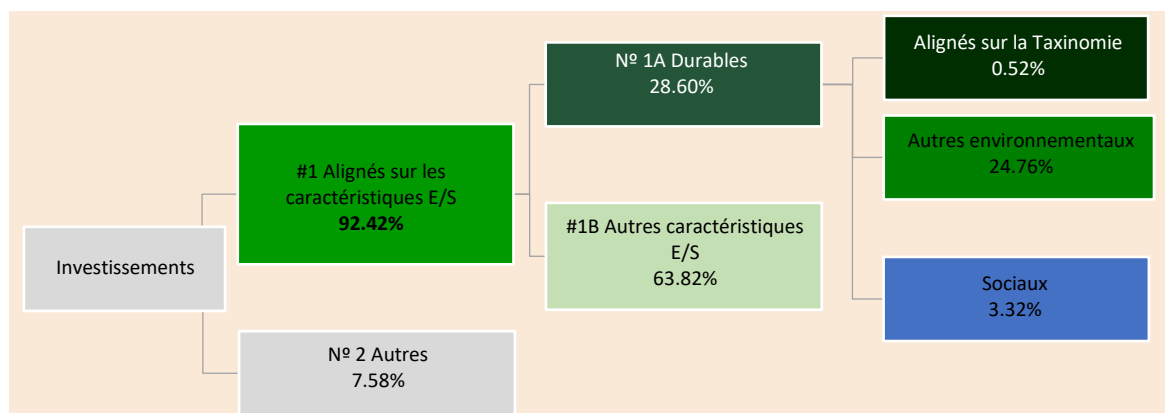 Investissements
#1 Alignés sur les
caractéristiques E/S
92.42%
Nº 2 Autres
7.58%
Nº 1A Durables
28.60%
#1B Autres caractéristiques
E/S
63.82%
Alignés sur la Taxinomie
0.52%
Autres environnementaux
24.76%
Sociaux
3.32%